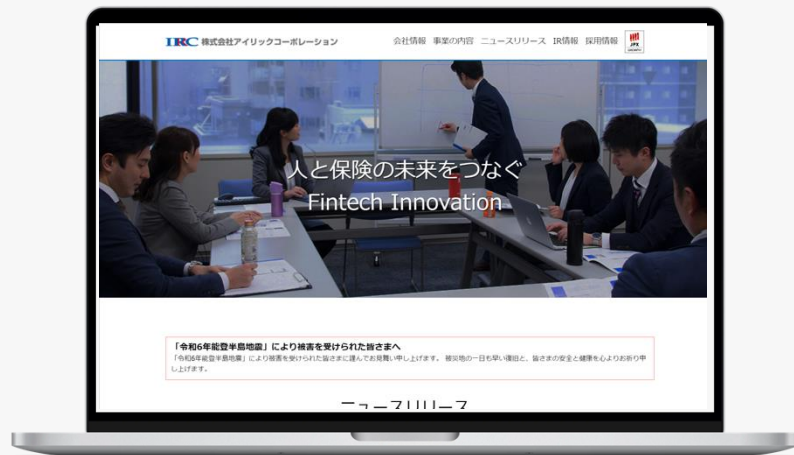 IRC 株式会社アイリックコーポレーション
会社情報 事業の内容 ニュースリリース IR情報 採用情報
JPX
人と保険の未来をつなぐ
Fintech Innovation
「令和6年能登半島地震」により被害を受けられた皆さまへ
「令和6年能登半島地震」により被害を受けられた皆さまに謹んでお見舞い申し上げます。 被災地の一日も早い復旧と、皆さまの安全と健康を心よりお祈り申
し上げます。
ニュースリリース